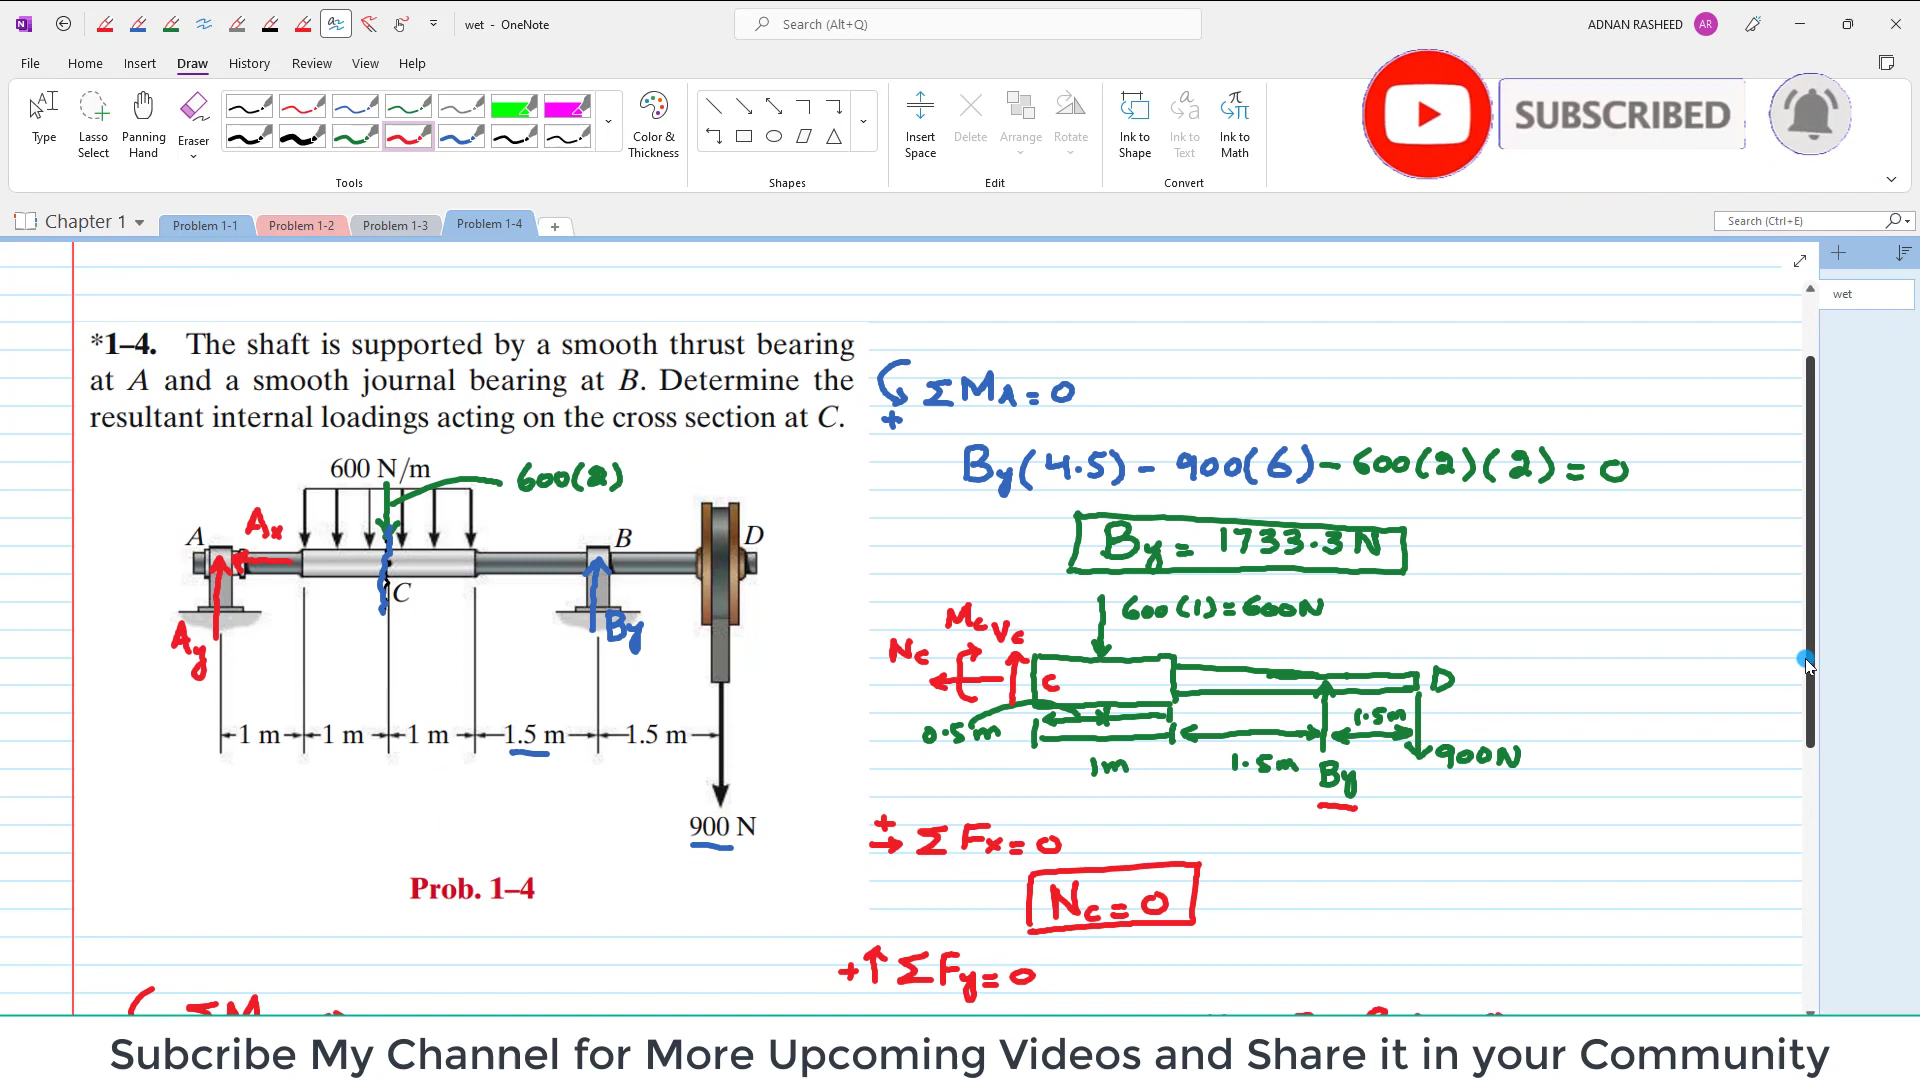 wet - OneNote
Search (Alt+Q)
ADNAN RASHEED AR
File Home Insert Draw History Review View Help
Type
Lasso Select
Panning Hand
Eraser
Color & Thickness
Insert Space
Delete
Arrange
Rotate
Ink to Shape
Ink to Text
Ink to Math
Tools
Shapes
Edit
Convert
SUBSCRIBED
Chapter 1
Problem 1-1
Problem 1-2
Problem 1-3
Problem 1-4
Search (Ctrl+E)
wet
*1–4. The shaft is supported by a smooth thrust bearing
at A and a smooth journal bearing at B. Determine the
resultant internal loadings acting on the cross section at C.
600 N/m
600(2)
A
Ax
B
D
C
Ay
By
1 m
1 m
1 m
1.5 m
1.5 m
900 N
Prob. 1–4
+ ΣMA = 0
By(4.5) - 900(6) - 600(2)(2) = 0
By = 1733.3N
600(1) = 600N
Mc
Vc
Nc
C
D
0.5m
1.5m
900N
1m
1.5m
By
+→ ΣFx = 0
Nc = 0
+↑ ΣFy = 0
Subcribe My Channel for More Upcoming Videos and Share it in your Community